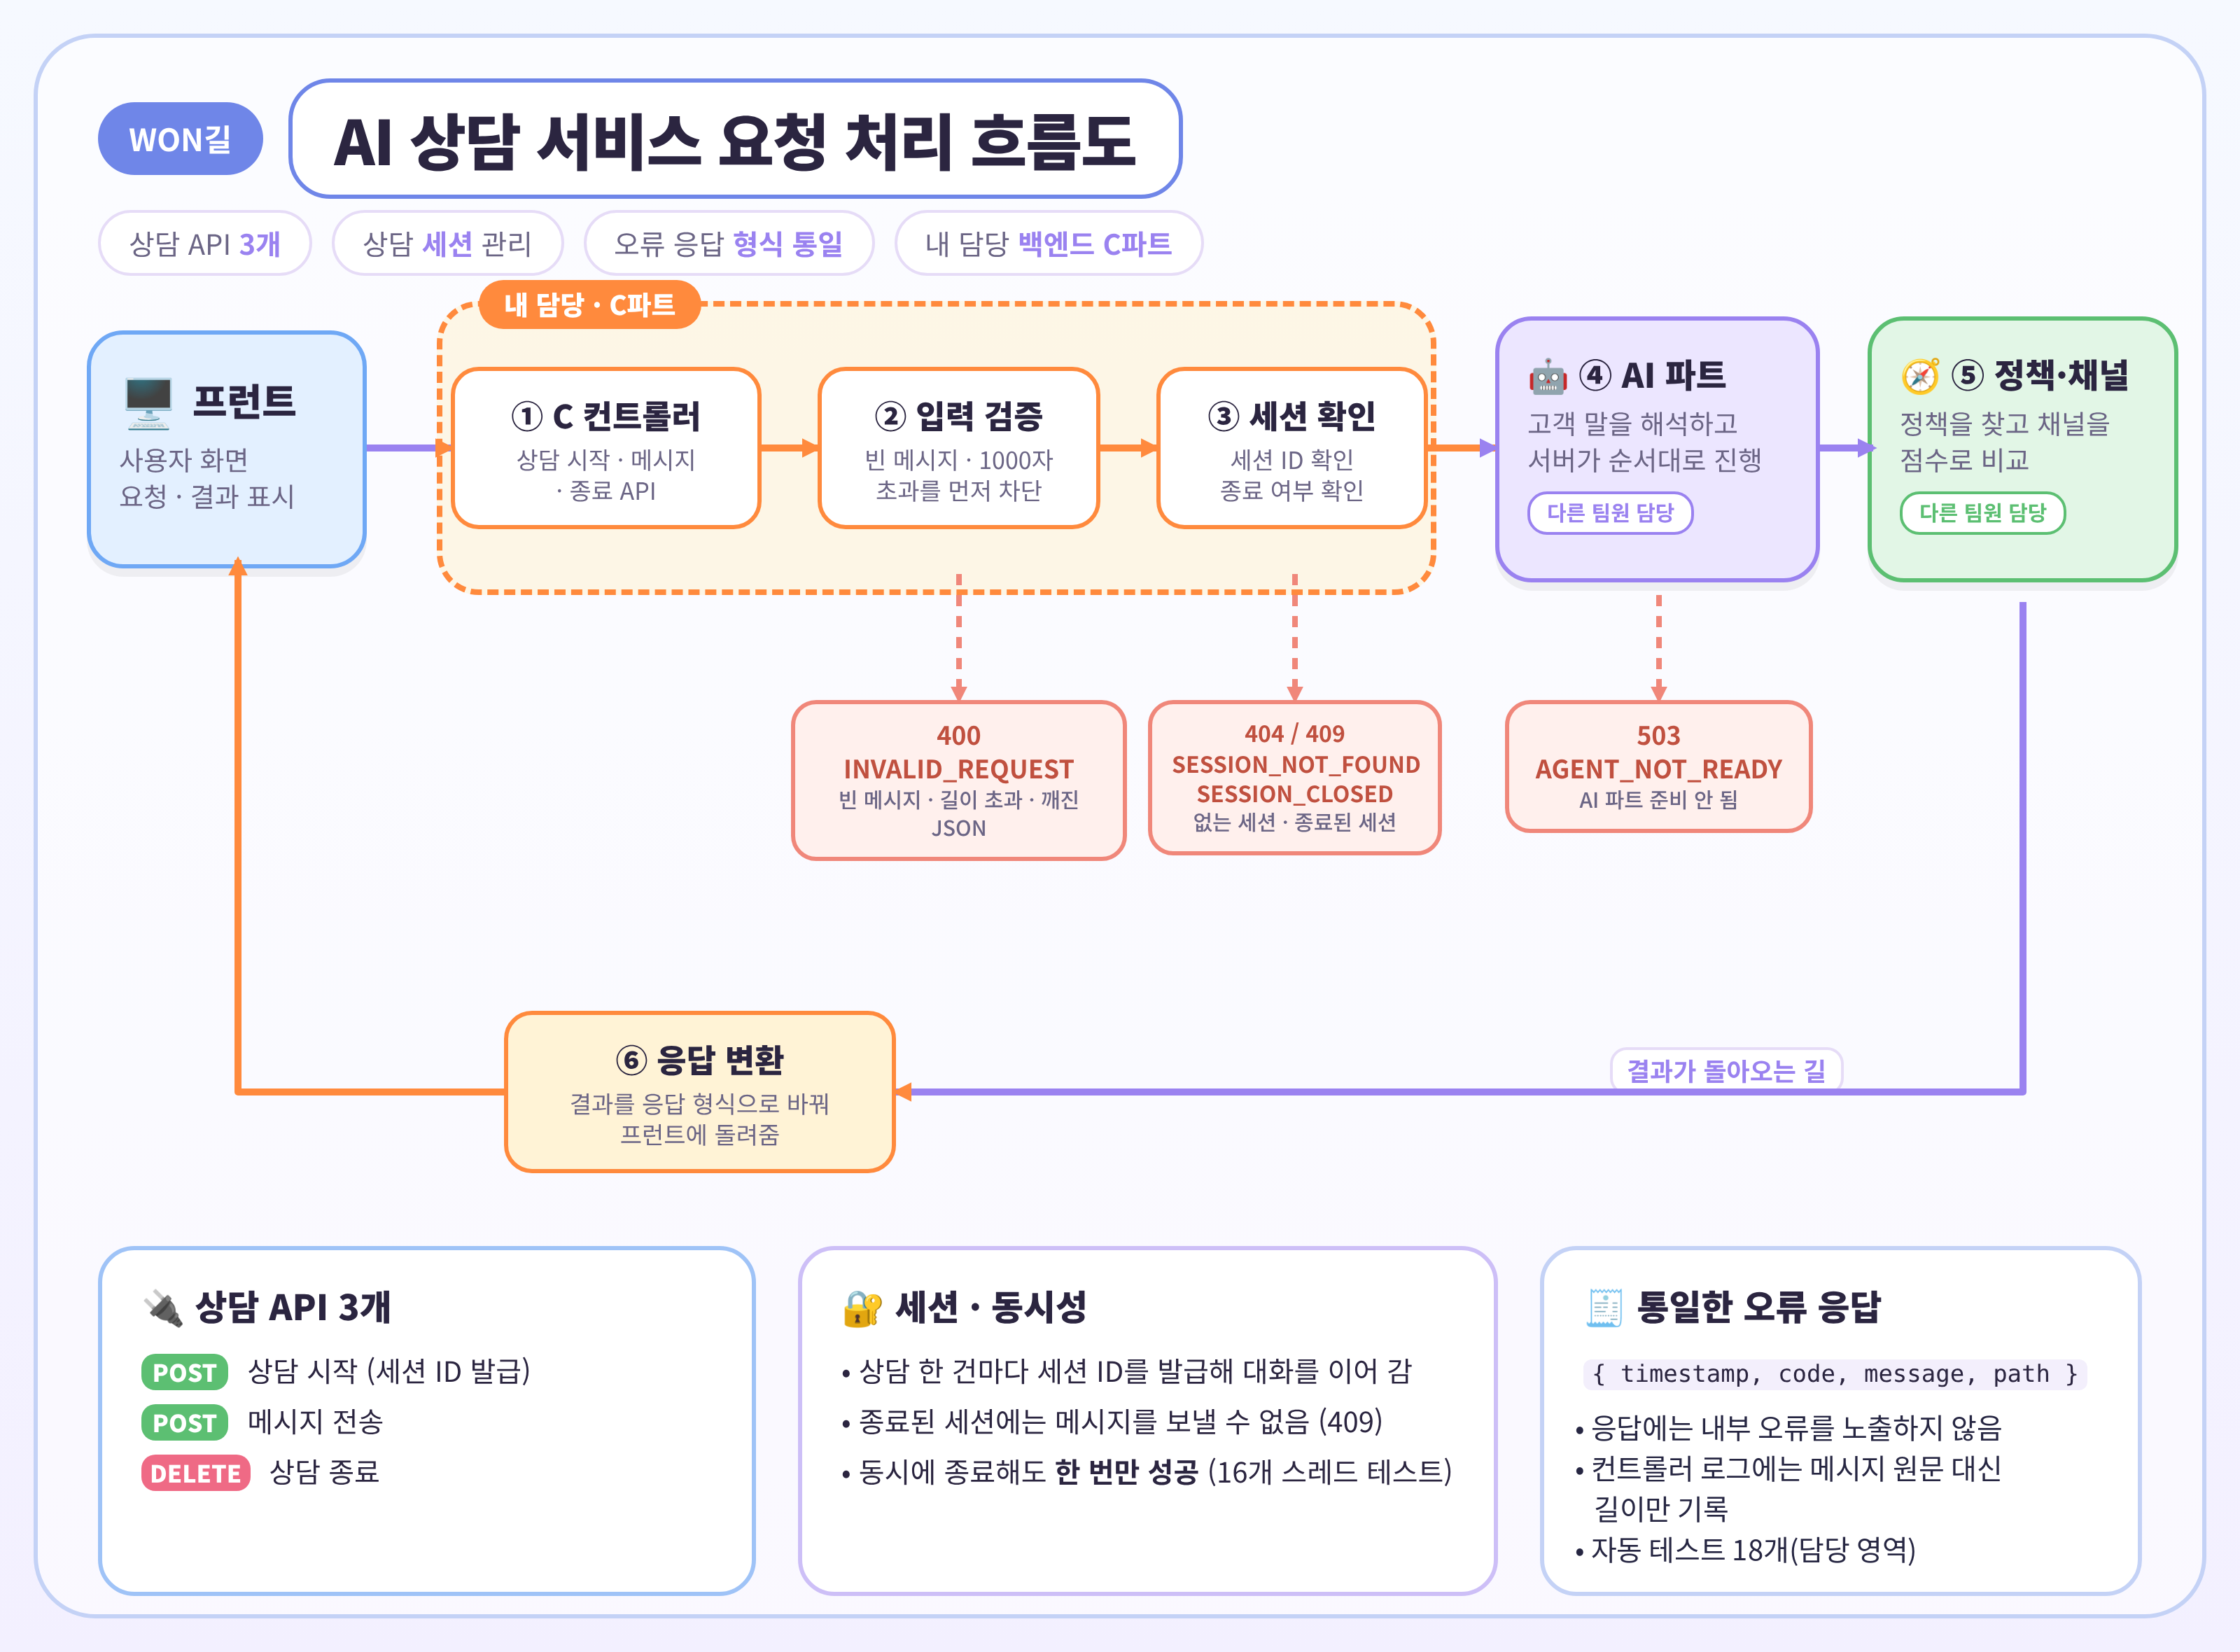 WON길
AI 상담 서비스 요청 처리 흐름도
상담 API 3개
상담 세션 관리
오류 응답 형식 통일
내 담당 백엔드 C파트
내 담당 · C파트
프런트
사용자 화면
요청 · 결과 표시
① C 컨트롤러
상담 시작 · 메시지
· 종료 API
② 입력 검증
빈 메시지 · 1000자
초과를 먼저 차단
③ 세션 확인
세션 ID 확인
종료 여부 확인
④ AI 파트
고객 말을 해석하고
서버가 순서대로 진행
다른 팀원 담당
⑤ 정책·채널
정책을 찾고 채널을
점수로 비교
다른 팀원 담당
400
INVALID_REQUEST
빈 메시지 · 길이 초과 · 깨진
JSON
404 / 409
SESSION_NOT_FOUND
SESSION_CLOSED
없는 세션 · 종료된 세션
503
AGENT_NOT_READY
AI 파트 준비 안 됨
⑥ 응답 변환
결과를 응답 형식으로 바꿔
프런트에 돌려줌
결과가 돌아오는 길
상담 API 3개
POST 상담 시작 (세션 ID 발급)
POST 메시지 전송
DELETE 상담 종료
세션 · 동시성
• 상담 한 건마다 세션 ID를 발급해 대화를 이어 감
• 종료된 세션에는 메시지를 보낼 수 없음 (409)
• 동시에 종료해도 한 번만 성공 (16개 스레드 테스트)
통일한 오류 응답
{ timestamp, code, message, path }
• 응답에는 내부 오류를 노출하지 않음
• 컨트롤러 로그에는 메시지 원문 대신
길이만 기록
• 자동 테스트 18개(담당 영역)